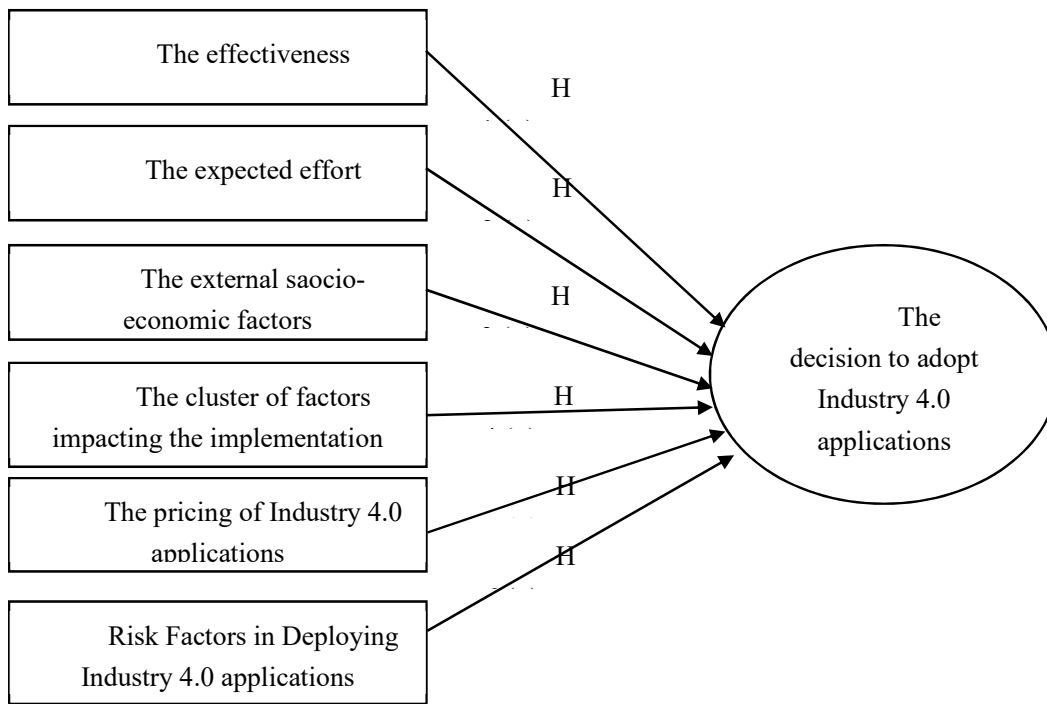 The effectiveness
H
The expected effort
H
The external saocio-
economic factors
H
The cluster of factors
impacting the implementation
H
The pricing of Industry 4.0
applications
H
Risk Factors in Deploying
Industry 4.0 applications
H
The
decision to adopt
Industry 4.0
applications